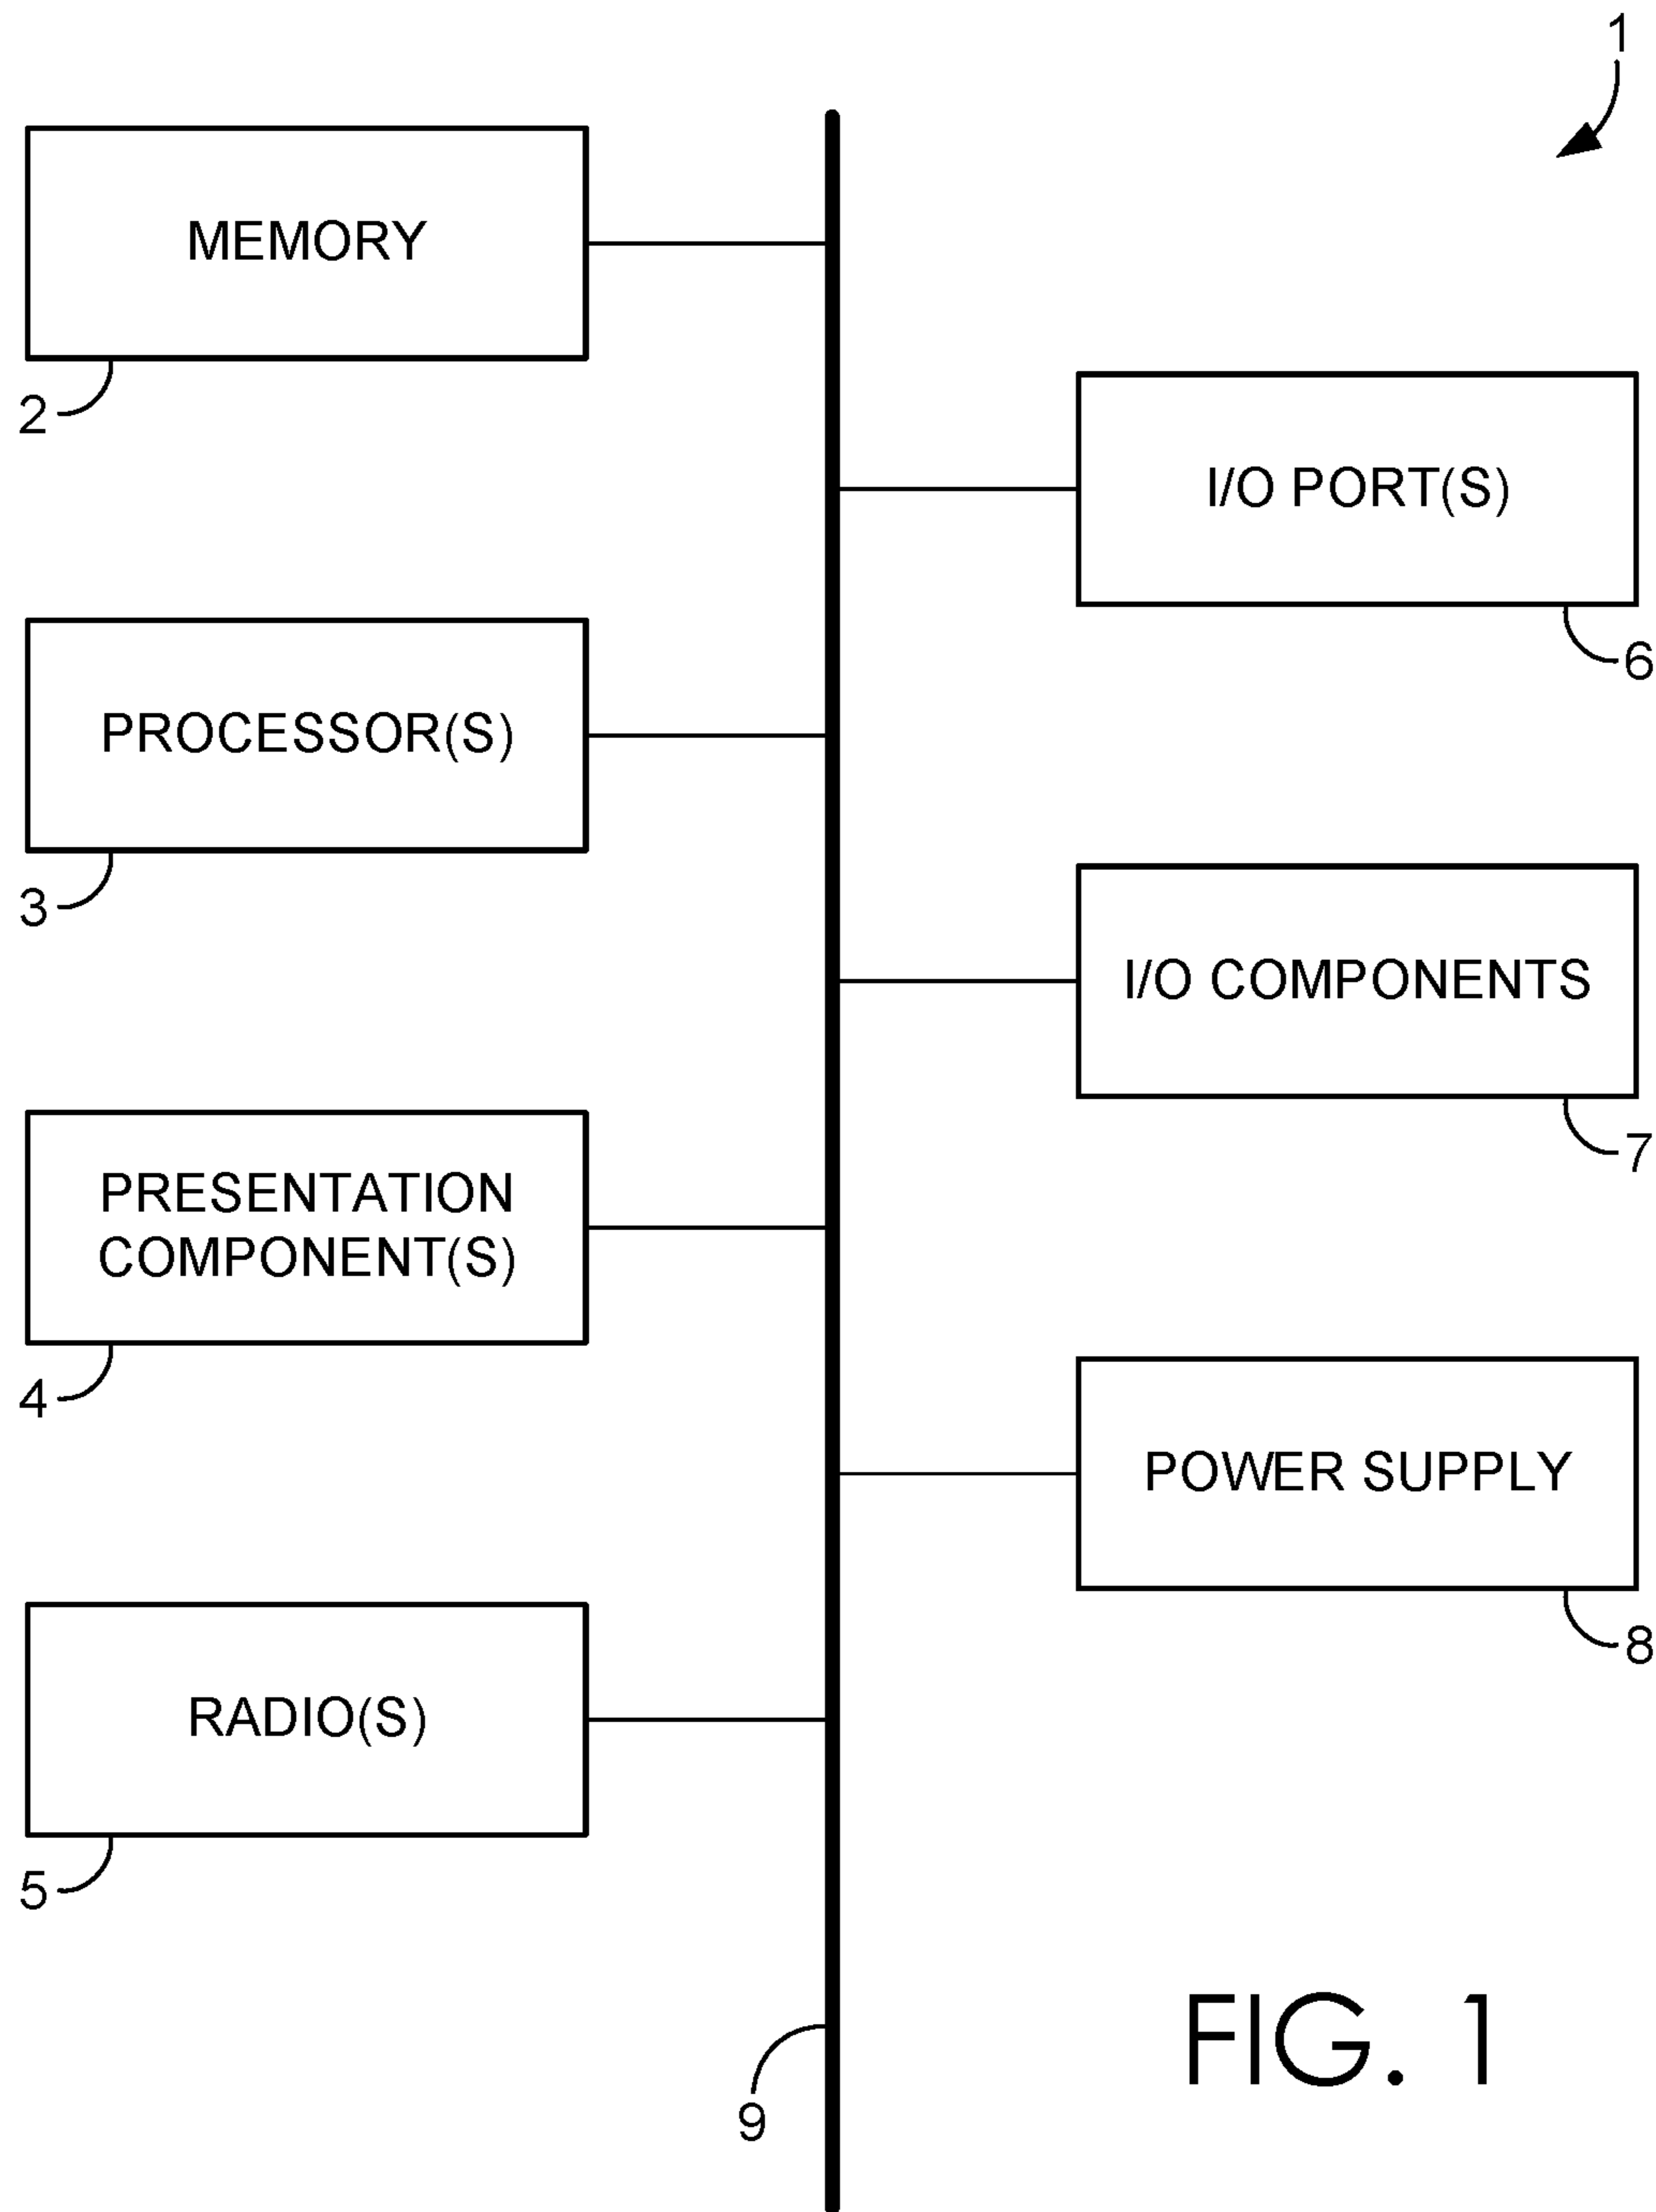 1
MEMORY
2
I/O PORT(S)
6
PROCESSOR(S)
3
I/O COMPONENTS
7
PRESENTATION
COMPONENT(S)
4
POWER SUPPLY
8
RADIO(S)
5
9
FIG. 1